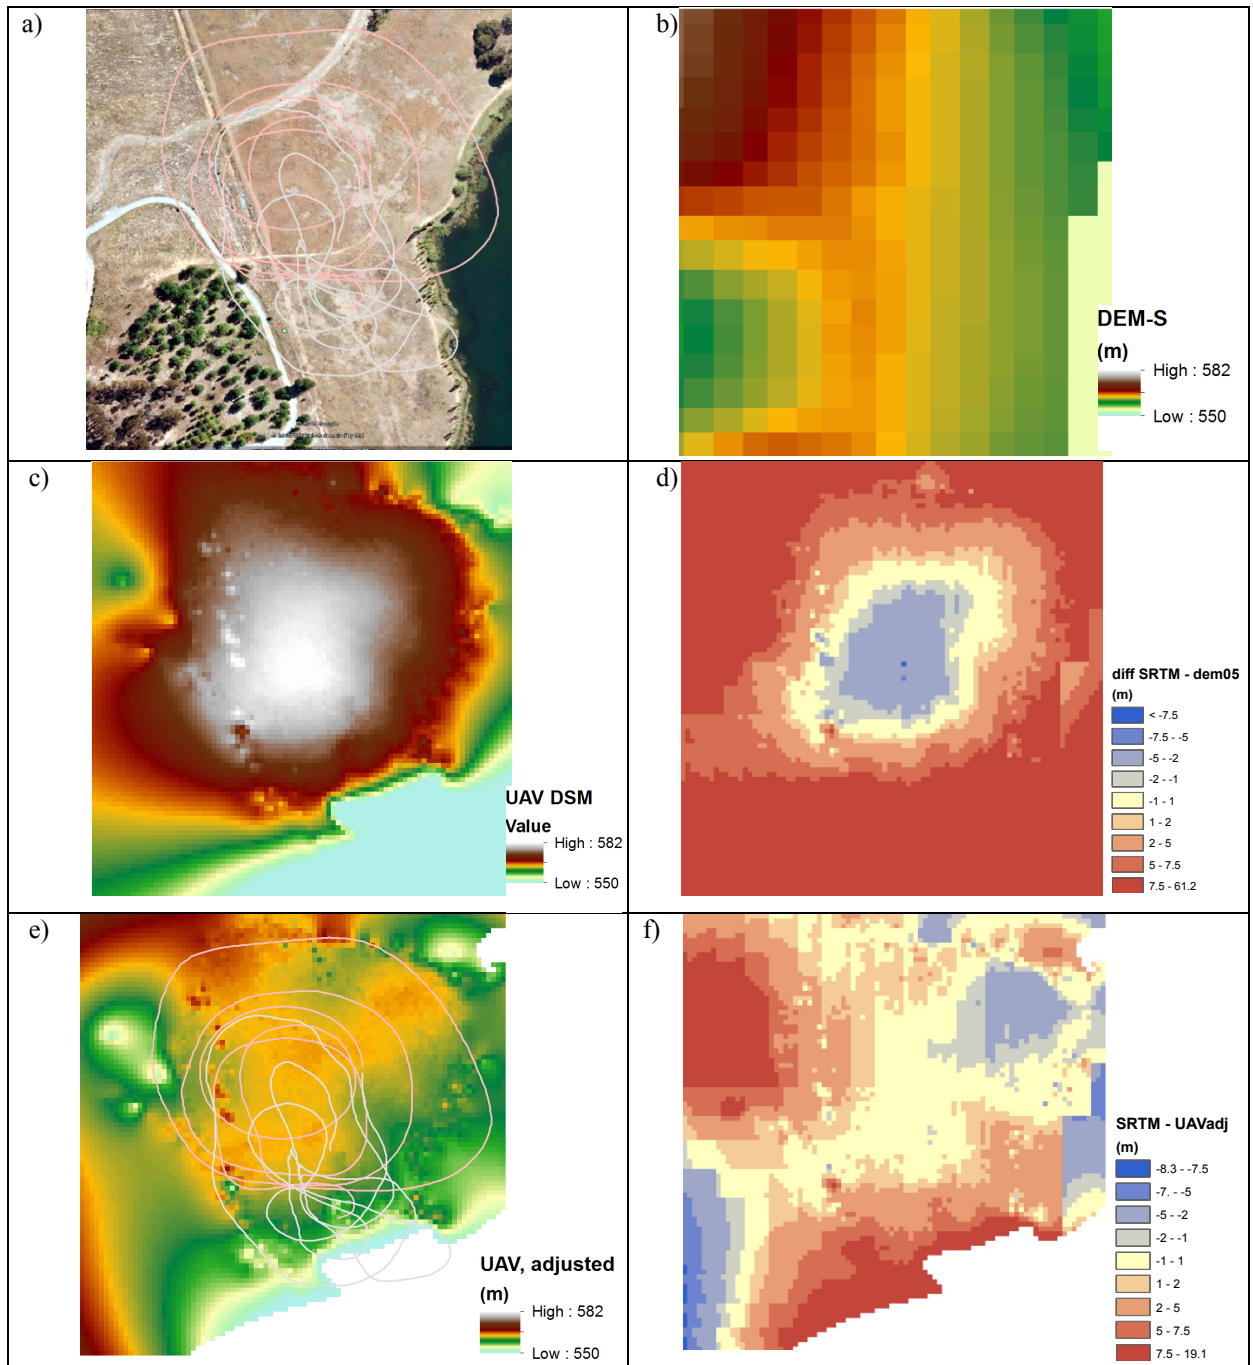 a)
b)
DEM-S
(m)
High : 582
Low : 550
c)
UAV DSM
Value
High : 582
Low : 550
d)
diff SRTM - dem05
(m)
< -7.5
-7.5 - -5
-5 - -2
-2 - -1
-1 - 1
1 - 2
2 - 5
5 - 7.5
7.5 - 61.2
e)
UAV, adjusted
(m)
High : 582
Low : 550
f)
SRTM - UAVadj
(m)
-8.3 - -7.5
-7. - -5
-5 - -2
-2 - -1
-1 - 1
1 - 2
2 - 5
5 - 7.5
7.5 - 19.1